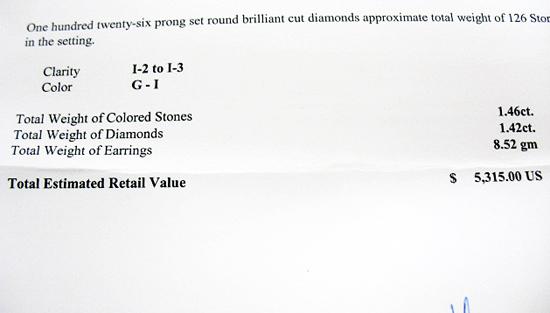 One hundred twenty-six prong set round brilliant cut diamonds approximate total weight of 126 Ston
in the setting.
Clarity I-2 to I-3
Color G - I
Total Weight of Colored Stones 1.46ct.
Total Weight of Diamonds 1.42ct.
Total Weight of Earrings 8.52 gm
Total Estimated Retail Value $ 5,315.00 US